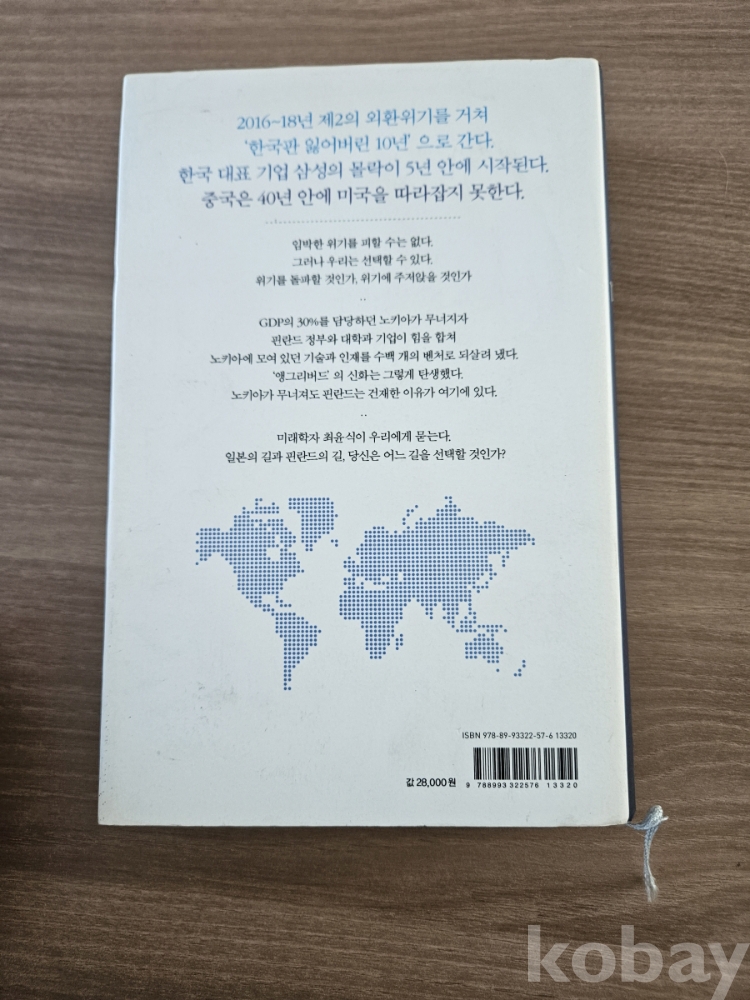 2016~18년 제2의 외환위기를 거쳐
'한국판 잃어버린 10년' 으로 간다.
한국 대표 기업 삼성의 몰락이 5년 안에 시작된다.
중국은 40년 안에 미국을 따라잡지 못한다.
임박한 위기를 피할 수는 없다.
그러나 우리는 선택할 수 있다.
위기를 돌파할 것인가, 위기에 주저앉을 것인가
GDP의 30%를 담당하던 노키아가 무너지자
핀란드 정부와 대학과 기업이 힘을 합쳐
노키아에 모여 있던 기술과 인재를 수백 개의 벤처로 되살려 냈다.
'앵그리버드' 의 신화는 그렇게 탄생했다.
노키아가 무너져도 핀란드는 건재한 이유가 여기에 있다.
미래학자 최윤식이 우리에게 묻는다.
일본의 길과 핀란드의 길, 당신은 어느 길을 선택할 것인가?
ISBN 978-89-93322-57-6 13320
값 28,000원
9 788993 322576 13320
kobay